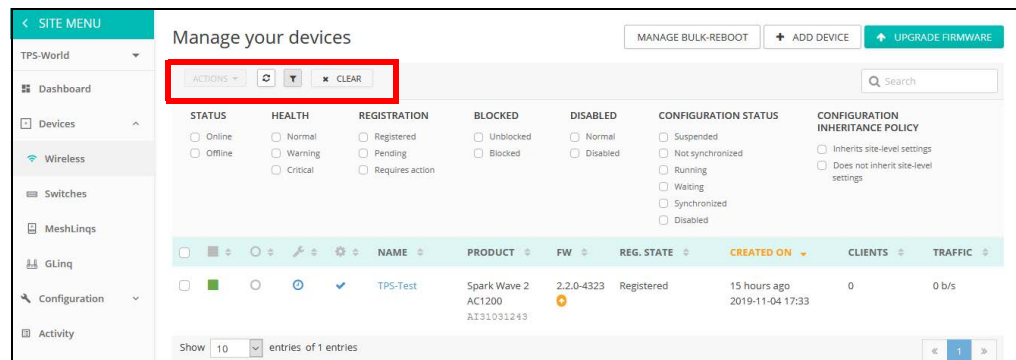 SITE MENU
TPS-World
Dashboard
Devices
Wireless
Switches
MeshLinqs
GLinq
Configuration
Activity
Manage your devices
MANAGE BULK-REBOOT
ADD DEVICE
UPGRADE FIRMWARE
ACTIONS
CLEAR
Search
STATUS
Online
Offline
HEALTH
Normal
Warning
Critical
REGISTRATION
Registered
Pending
Requires action
BLOCKED
Unblocked
Blocked
DISABLED
Normal
Disabled
CONFIGURATION STATUS
Suspended
Not synchronized
Running
Waiting
Synchronized
Disabled
CONFIGURATION
INHERITANCE POLICY
Inherits site-level settings
Does not inherit site-level
settings
NAME PRODUCT FW REG. STATE CREATED ON CLIENTS TRAFFIC
TPS-Test Spark Wave 2 2.2.0-4323 Registered 15 hours ago 0 0 b/s
AC1200 2019-11-04 17:33
AI31031243
Show 10 entries of 1 entries
« 1 »